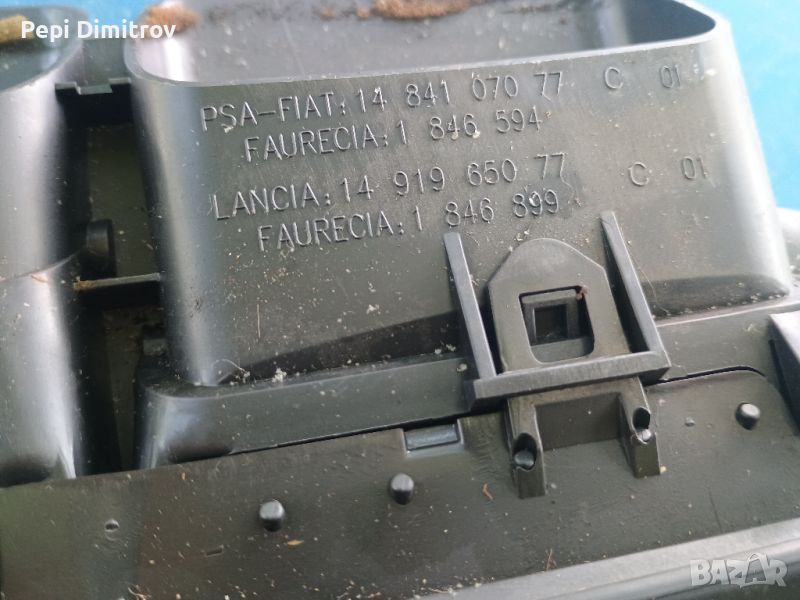 Pepi Dimitrov
PSA-FIAT: 14 841 070 77 C 01
FAURECIA: 1 846 594
LANCIA: 14 919 650 77 C 01
FAURECIA: 1 846 899
BAZAR